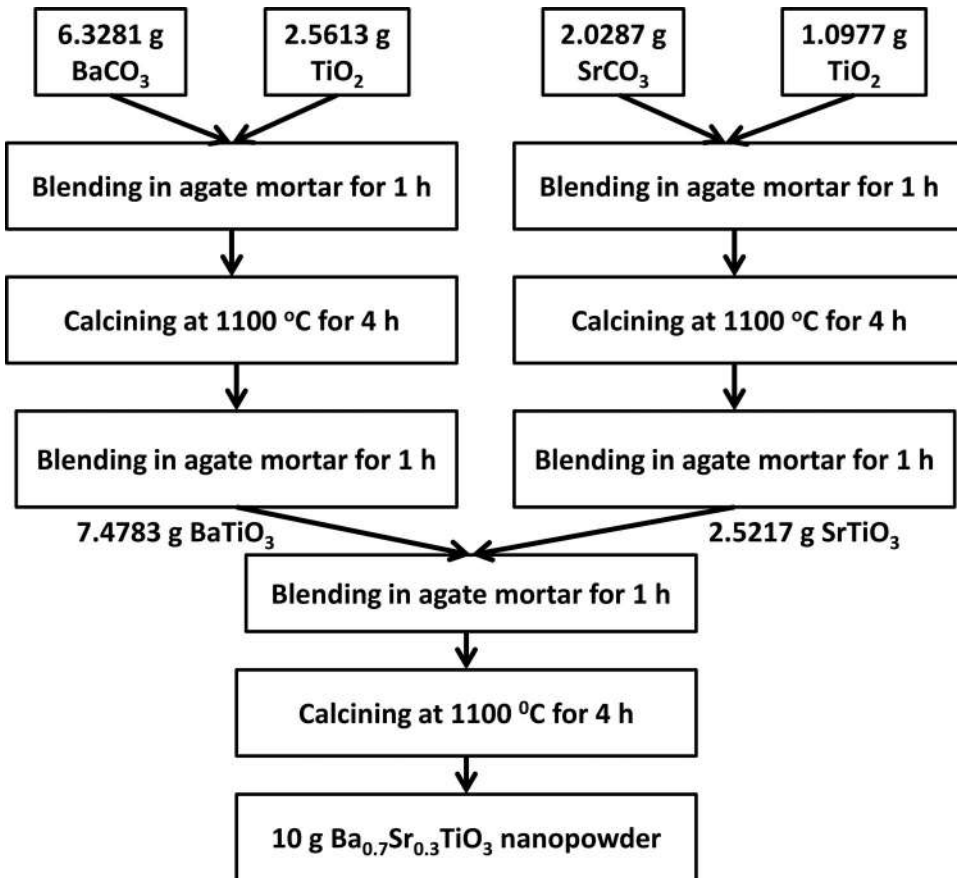 6.3281 g
BaCO₃
2.5613 g
TiO₂
2.0287 g
SrCO₃
1.0977 g
TiO₂
Blending in agate mortar for 1 h
Blending in agate mortar for 1 h
Calcining at 1100 ᵒC for 4 h
Calcining at 1100 ᵒC for 4 h
Blending in agate mortar for 1 h
Blending in agate mortar for 1 h
7.4783 g BaTiO₃
2.5217 g SrTiO₃
Blending in agate mortar for 1 h
Calcining at 1100 ⁰C for 4 h
10 g Ba₀.₇Sr₀.₃TiO₃ nanopowder